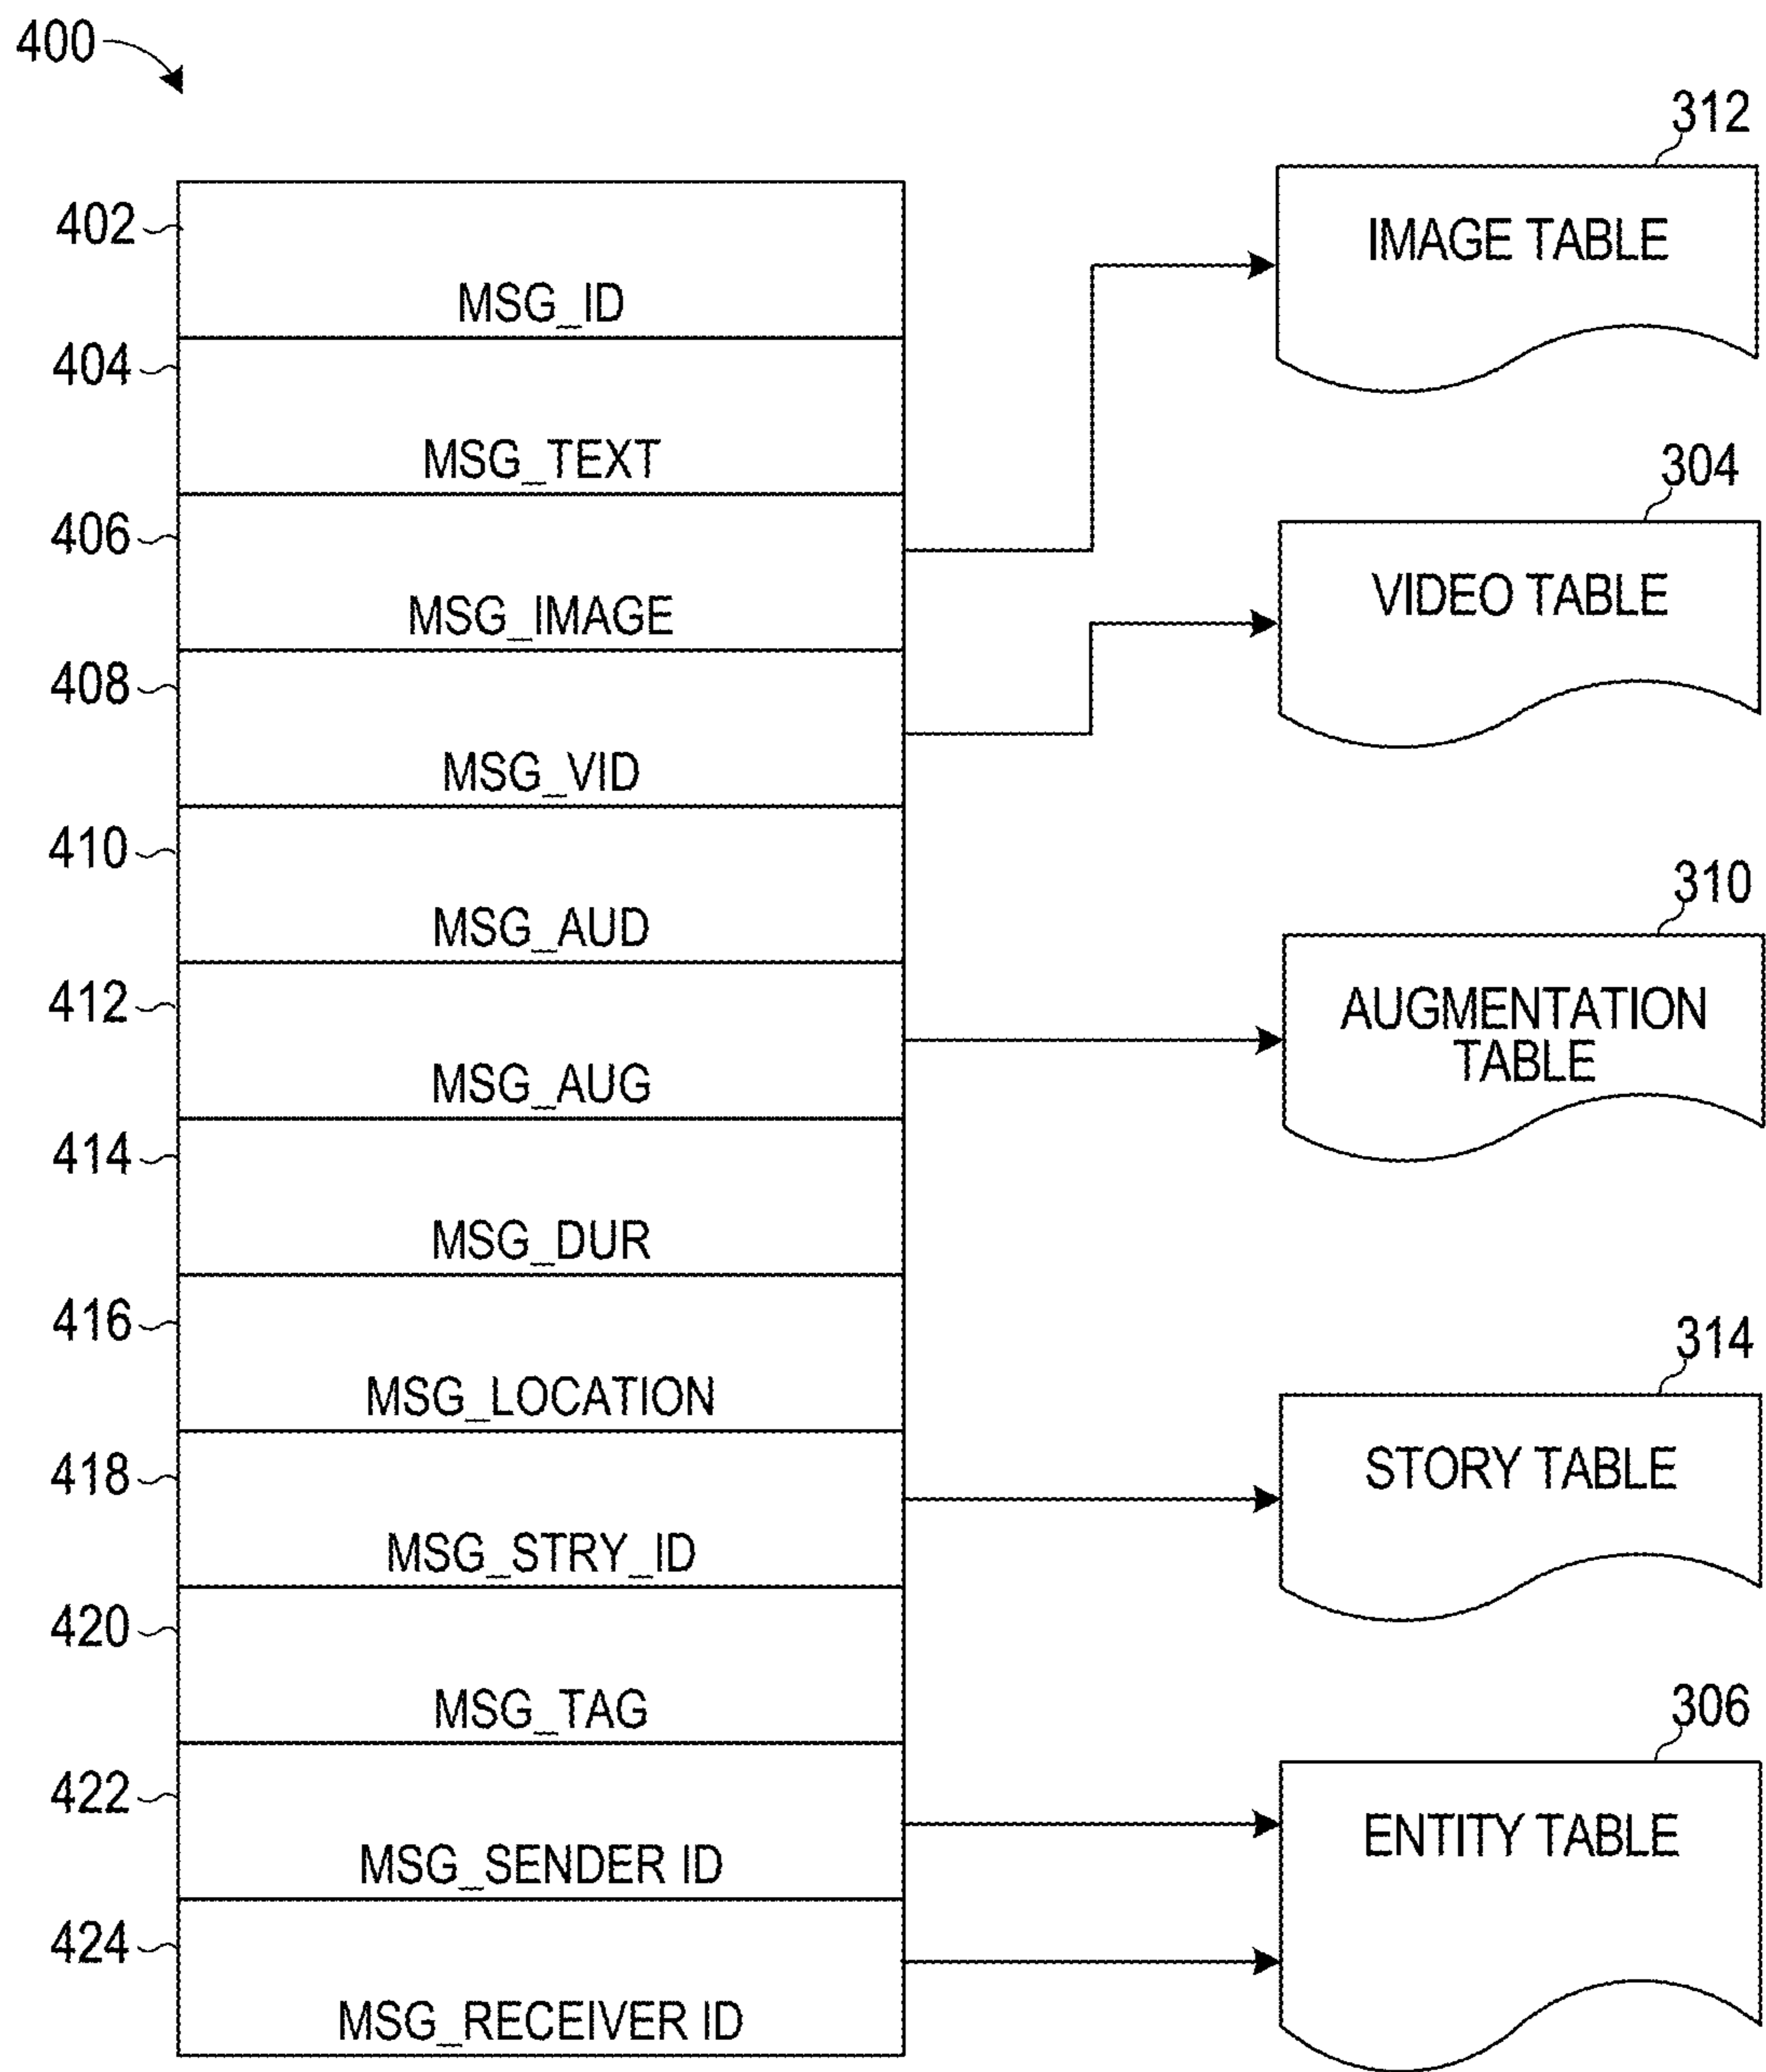 400
402
MSG_ID
404
MSG_TEXT
406
MSG_IMAGE
408
MSG_VID
410
MSG_AUD
412
MSG_AUG
414
MSG_DUR
416
MSG_LOCATION
418
MSG_STRY_ID
420
MSG_TAG
422
MSG_SENDER ID
424
MSG_RECEIVER ID
312
IMAGE TABLE
304
VIDEO TABLE
310
AUGMENTATION
TABLE
314
STORY TABLE
306
ENTITY TABLE